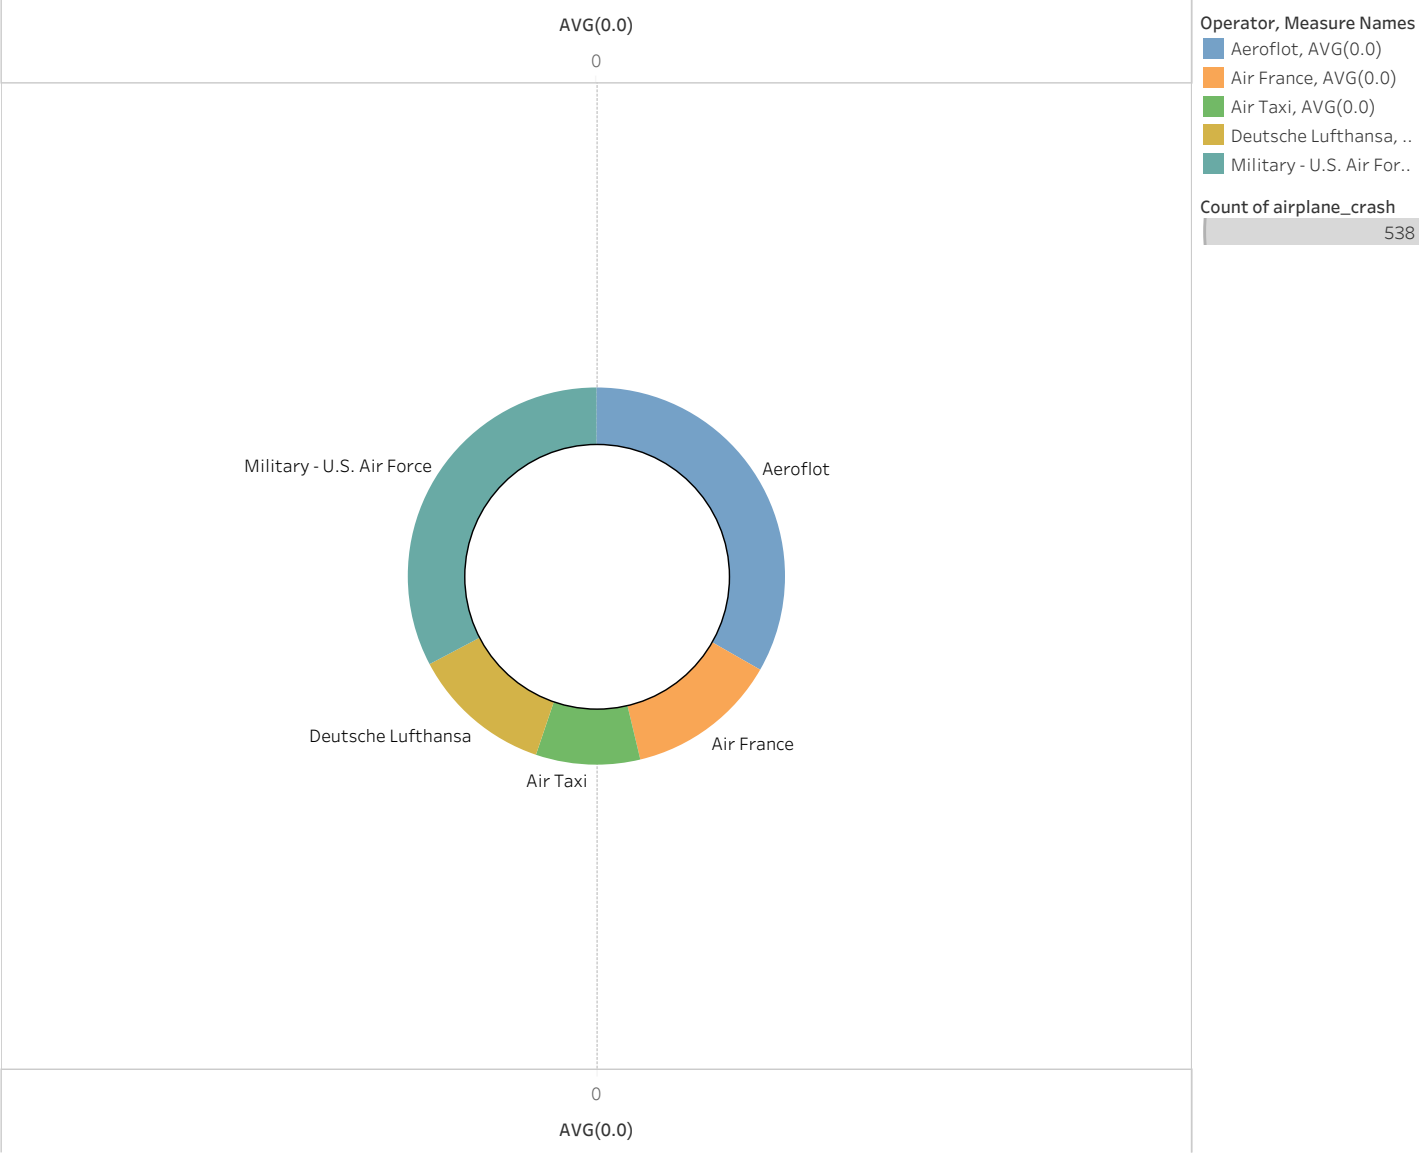 AVG(0.0)
0
Operator, Measure Names
Aeroflot, AVG(0.0)
Air France, AVG(0.0)
Air Taxi, AVG(0.0)
Deutsche Lufthansa, ..
Military - U.S. Air For..
Count of airplane_crash
538
Military - U.S. Air Force
Aeroflot
Deutsche Lufthansa
Air France
Air Taxi
0
AVG(0.0)